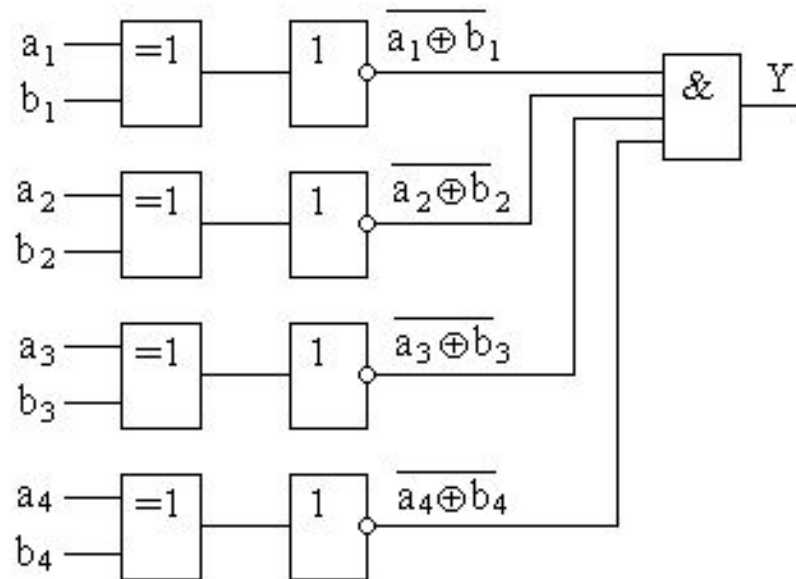 a₁ =1 1 a₁⊕b₁
b₁
& Y
a₂ =1 1 a₂⊕b₂
b₂
a₃ =1 1 a₃⊕b₃
b₃
a₄ =1 1 a₄⊕b₄
b₄